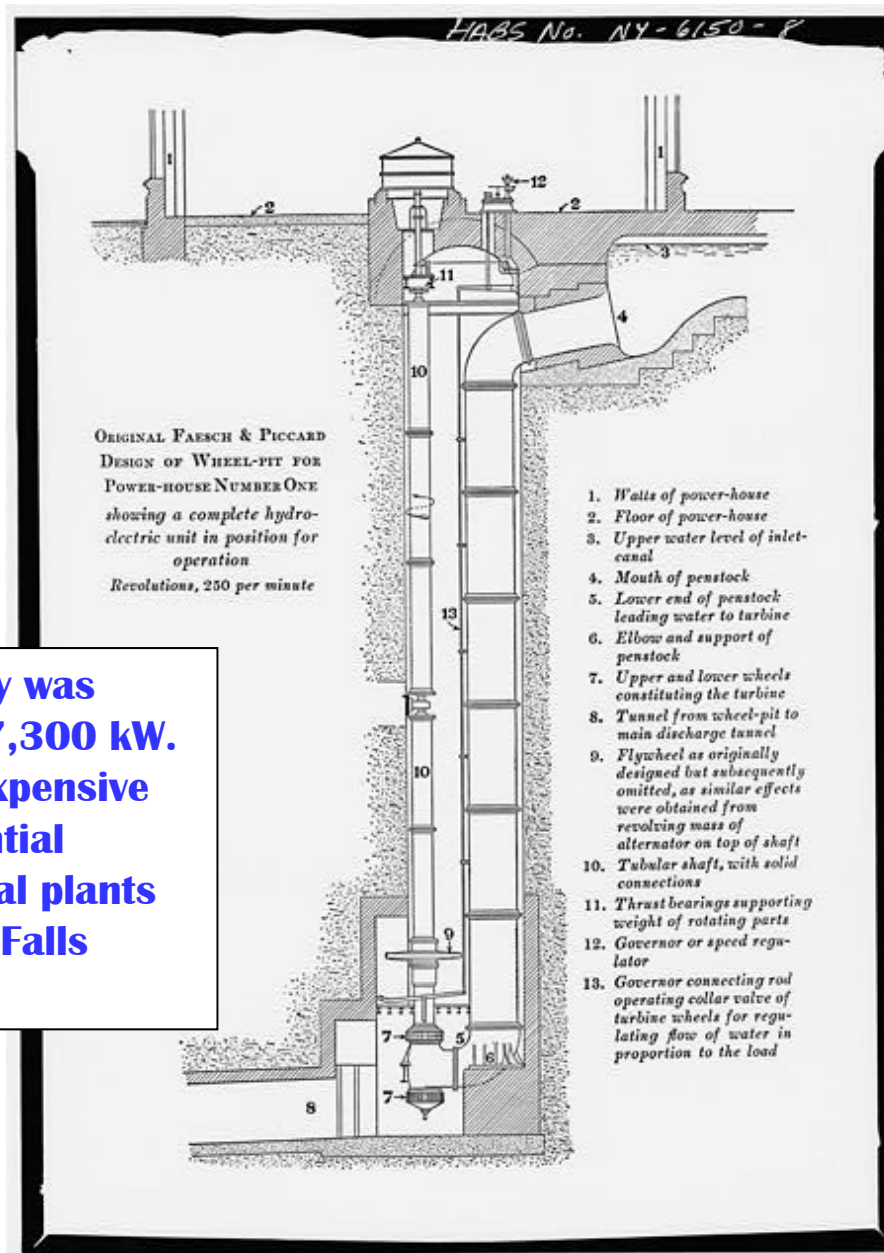 HABS No. NY-6150-8
1
1
2
12
2
3
11
4
10
ORIGINAL FAESCH & PICCARD
DESIGN OF WHEEL-PIT FOR
POWER-HOUSE NUMBER ONE
showing a complete hydro-
electric unit in position for
operation
Revolutions, 250 per minute
1. Walls of power-house
2. Floor of power-house
3. Upper water level of inlet-
canal
4. Mouth of penstock
5. Lower end of penstock
leading water to turbine
6. Elbow and support of
penstock
7. Upper and lower wheels
constituting the turbine
8. Tunnel from wheel-pit to
main discharge tunnel
9. Flywheel as originally
designed but subsequently
omitted, as similar effects
were obtained from
revolving mass of
alternator on top of shaft
10. Tubular shaft, with solid
connections
11. Thrust bearings supporting
weight of rotating parts
12. Governor or speed regu-
lator
13. Governor connecting rod
operating collar valve of
turbine wheels for regu-
lating flow of water in
proportion to the load
13
10
9
7
5
6
7
8
y was
7,300 kW.
xpensive
ntial
al plants
Falls